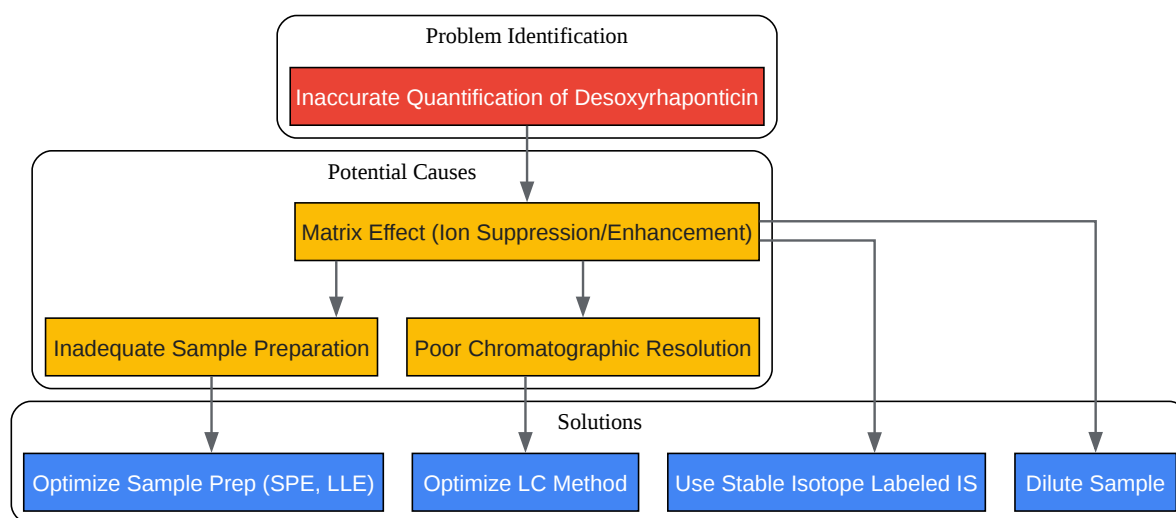 Problem Identification
Inaccurate Quantification of Desoxyrhaponticin
Potential Causes
Matrix Effect (Ion Suppression/Enhancement)
Inadequate Sample Preparation
Poor Chromatographic Resolution
Solutions
Optimize Sample Prep (SPE, LLE)
Optimize LC Method
Use Stable Isotope Labeled IS
Dilute Sample